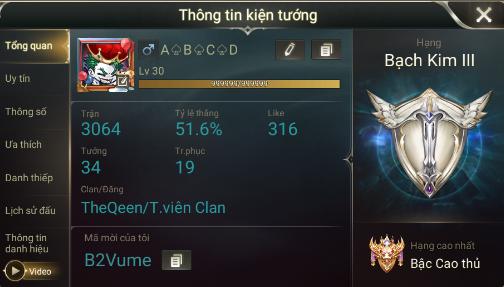 Thông tin kiện tướng
Tổng quan
Uy tín
Thông số
Ưa thích
Danh thiếp
Lịch sử đấu
Thông tin
danh hiệu
Video
A♤B♤C♤D
Lv 30
999999/999999
Trận
3064
Tỷ lệ thắng
51.6%
Like
316
Tướng
34
Tr.phục
19
Clan/Đẳng
TheQeen/T.viên Clan
Mã mời của tôi
B2Vume
Hạng
Bạch Kim III
Hạng cao nhất
Bậc Cao thủ